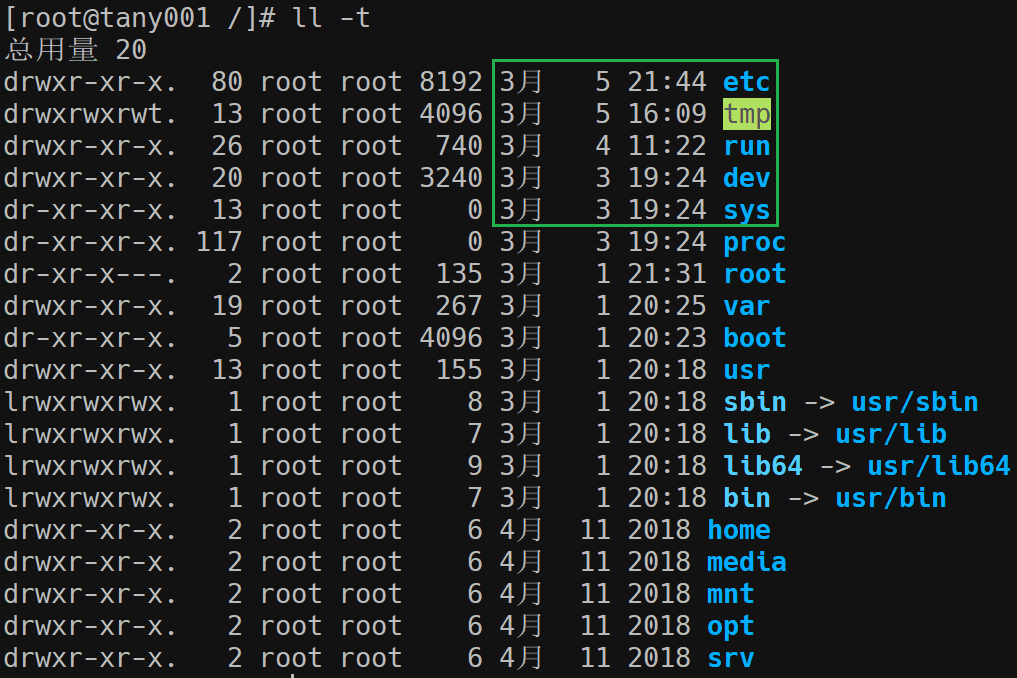 [root@tany001 /]# ll -t
总用量 20
drwxr-xr-x.  80 root root 8192 3月   5 21:44 etc
drwxrwxrwt.  13 root root 4096 3月   5 16:09 tmp
drwxr-xr-x.  26 root root  740 3月   4 11:22 run
drwxr-xr-x.  20 root root 3240 3月   3 19:24 dev
dr-xr-xr-x.  13 root root    0 3月   3 19:24 sys
dr-xr-xr-x. 117 root root    0 3月   3 19:24 proc
dr-xr-x---.   2 root root  135 3月   1 21:31 root
drwxr-xr-x.  19 root root  267 3月   1 20:25 var
dr-xr-xr-x.   5 root root 4096 3月   1 20:23 boot
drwxr-xr-x.  13 root root  155 3月   1 20:18 usr
lrwxrwxrwx.   1 root root    8 3月   1 20:18 sbin -> usr/sbin
lrwxrwxrwx.   1 root root    7 3月   1 20:18 lib -> usr/lib
lrwxrwxrwx.   1 root root    9 3月   1 20:18 lib64 -> usr/lib64
lrwxrwxrwx.   1 root root    7 3月   1 20:18 bin -> usr/bin
drwxr-xr-x.   2 root root    6 4月  11 2018 home
drwxr-xr-x.   2 root root    6 4月  11 2018 media
drwxr-xr-x.   2 root root    6 4月  11 2018 mnt
drwxr-xr-x.   2 root root    6 4月  11 2018 opt
drwxr-xr-x.   2 root root    6 4月  11 2018 srv